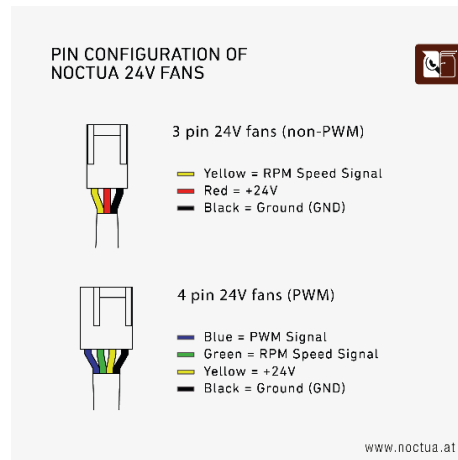 PIN CONFIGURATION OF
NOCTUA 24V FANS
3 pin 24V fans (non-PWM)
Yellow = RPM Speed Signal
Red = +24V
Black = Ground (GND)
4 pin 24V fans (PWM)
Blue = PWM Signal
Green = RPM Speed Signal
Yellow = +24V
Black = Ground (GND)
www.noctua.at